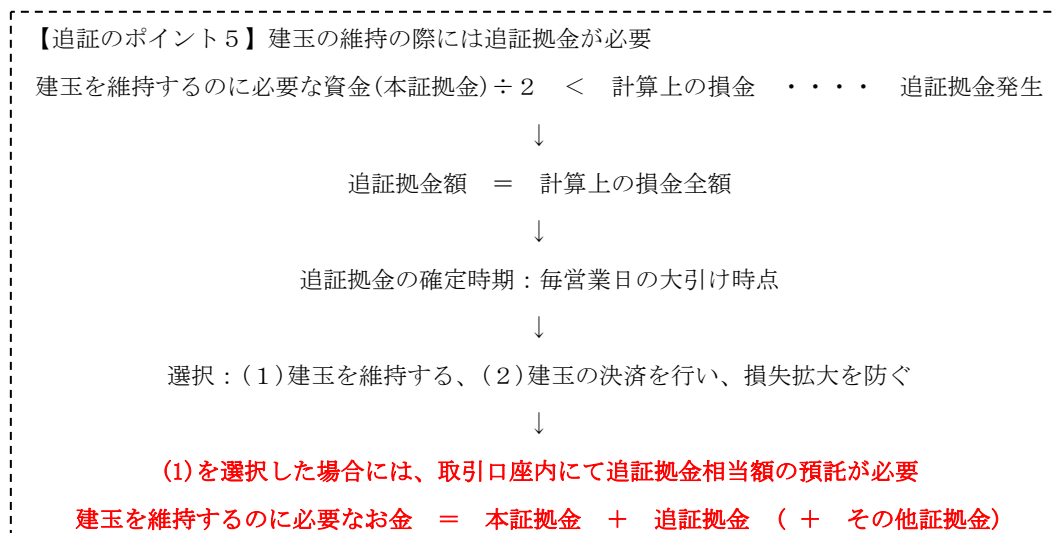 【追証のポイント５】建玉の維持の際には追証拠金が必要
建玉を維持するのに必要な資金(本証拠金)÷２　＜　計算上の損金　・・・・　追証拠金発生
↓
追証拠金額　＝　計算上の損金全額
↓
追証拠金の確定時期：毎営業日の大引け時点
↓
選択：(１)建玉を維持する、(２)建玉の決済を行い、損失拡大を防ぐ
↓
(1)を選択した場合には、取引口座内にて追証拠金相当額の預託が必要
建玉を維持するのに必要なお金　＝　本証拠金　＋　追証拠金　(　＋　その他証拠金)